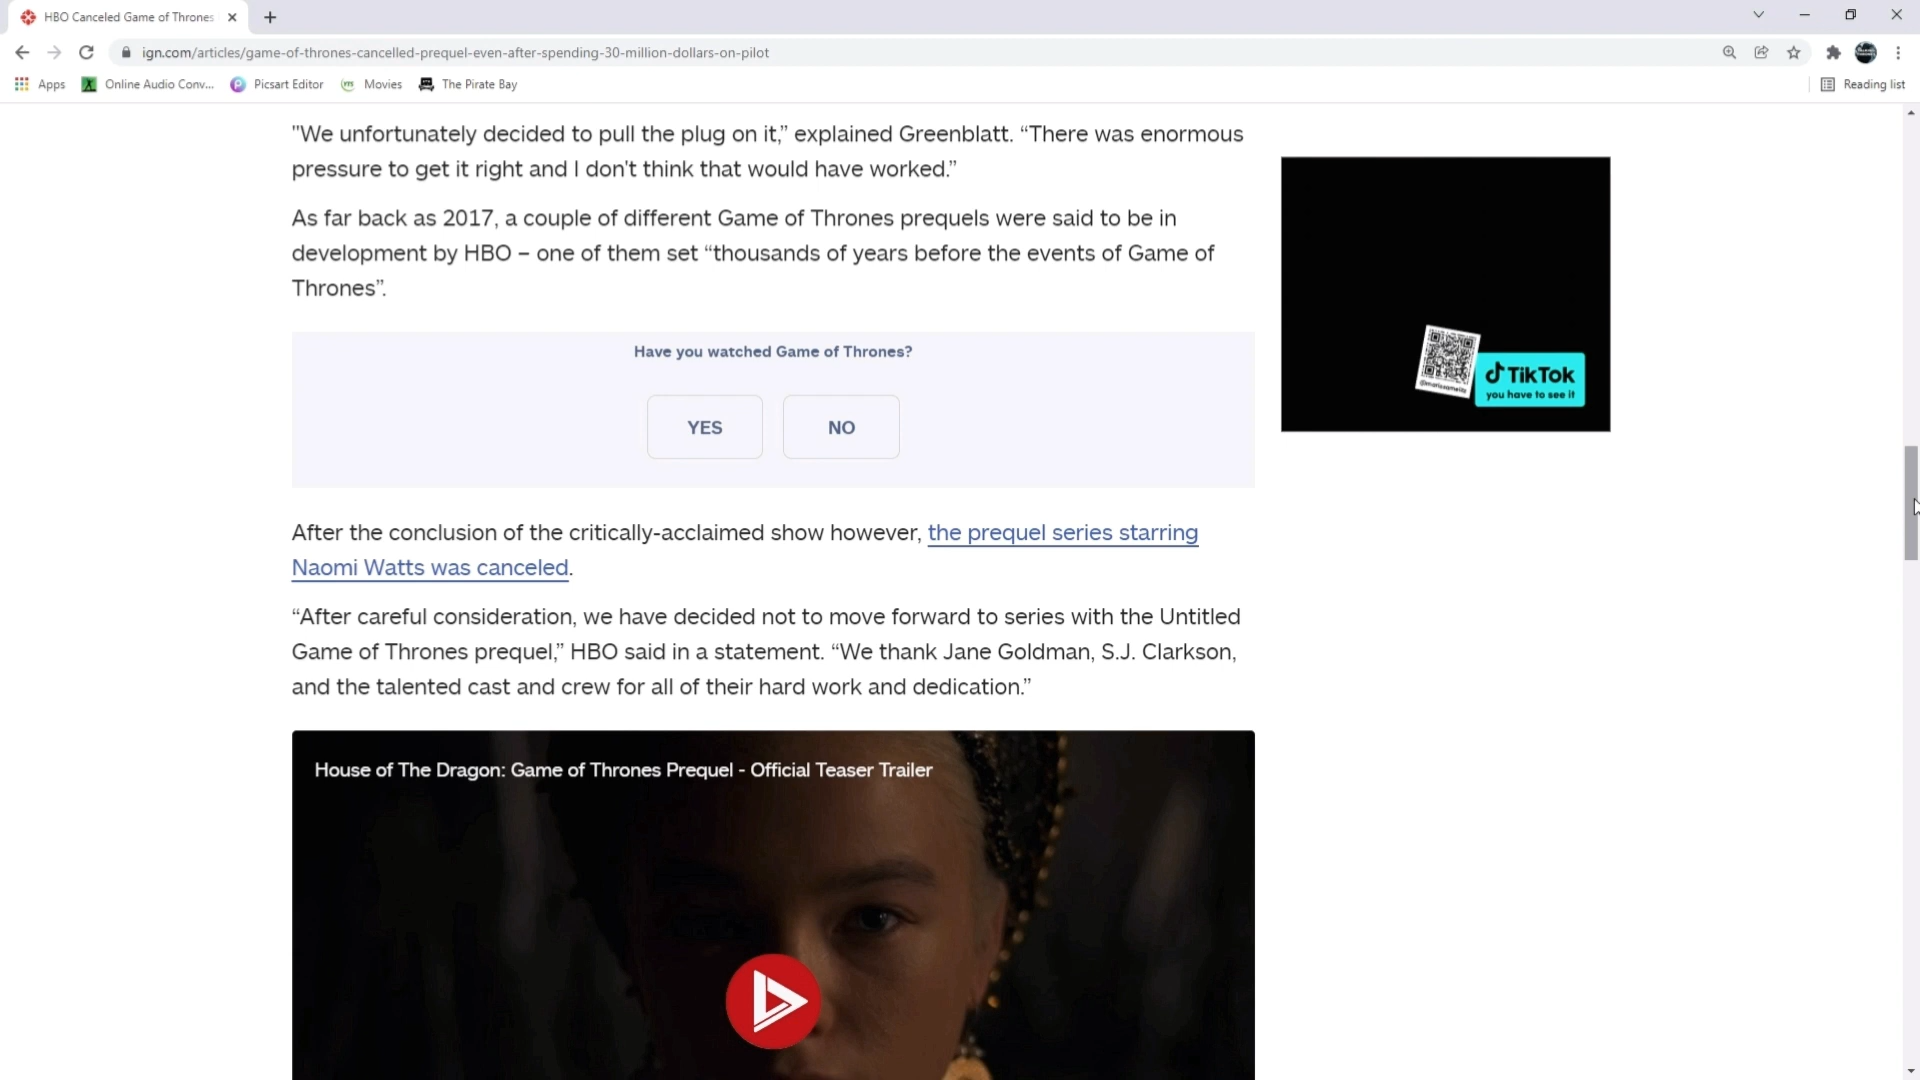 HBO Canceled Game of Thrones
ign.com/articles/game-of-thrones-cancelled-prequel-even-after-spending-30-million-dollars-on-pilot
Apps Online Audio Conv... Picsart Editor YTS Movies The Pirate Bay Reading list
"We unfortunately decided to pull the plug on it,” explained Greenblatt. “There was enormous
pressure to get it right and I don't think that would have worked.”
As far back as 2017, a couple of different Game of Thrones prequels were said to be in
development by HBO – one of them set “thousands of years before the events of Game of
Thrones”.
Have you watched Game of Thrones?
YES NO
TikTok
you have to see it
After the conclusion of the critically-acclaimed show however, the prequel series starring
Naomi Watts was canceled.
“After careful consideration, we have decided not to move forward to series with the Untitled
Game of Thrones prequel,” HBO said in a statement. “We thank Jane Goldman, S.J. Clarkson,
and the talented cast and crew for all of their hard work and dedication.”
House of The Dragon: Game of Thrones Prequel - Official Teaser Trailer